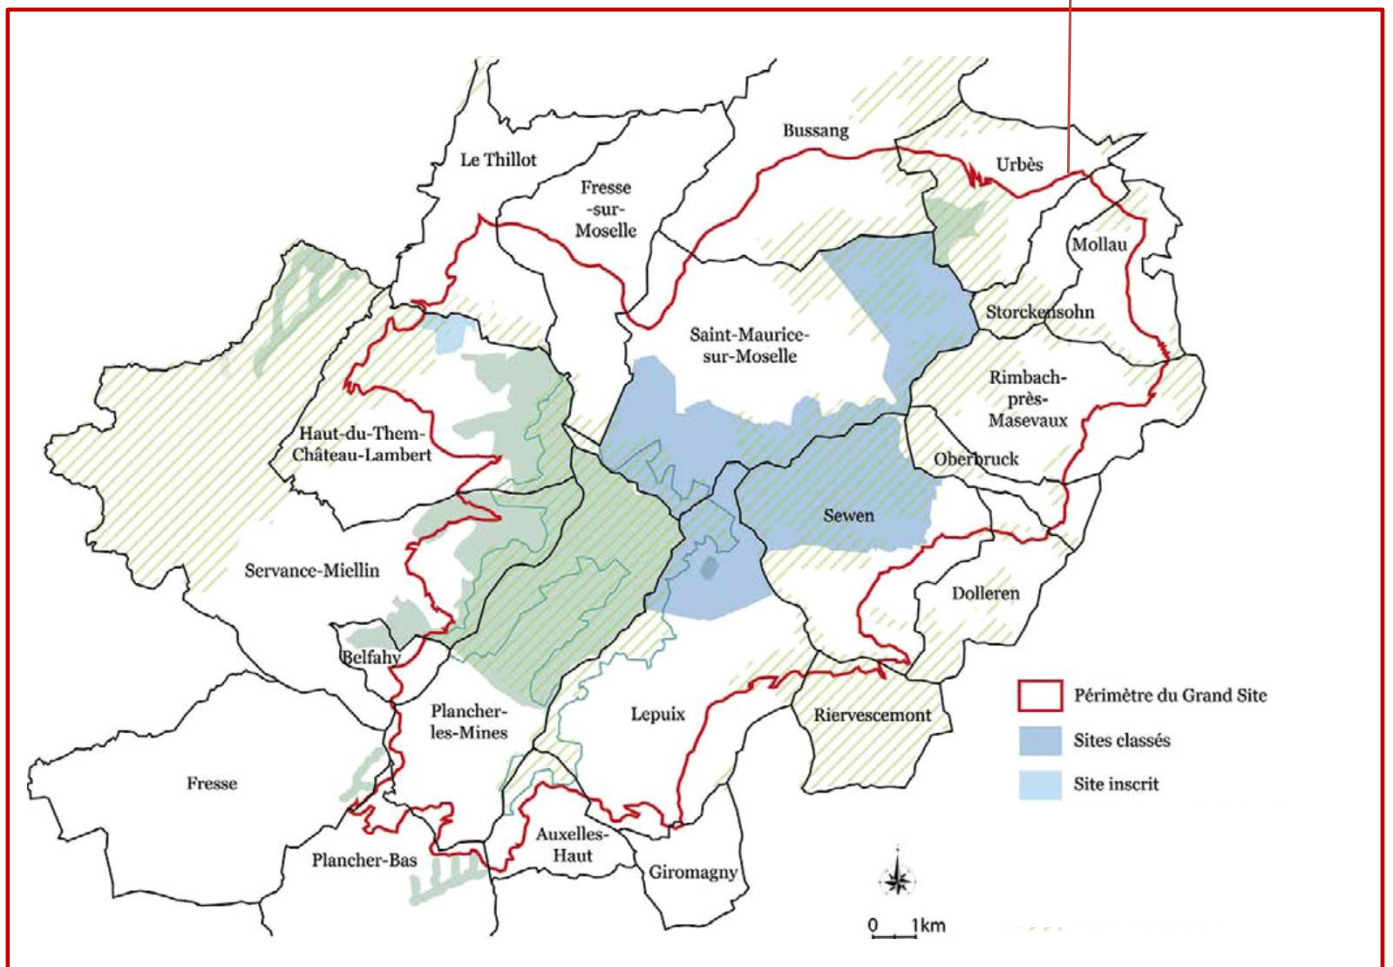 Bussang
Urbès
Le Thillot
Fresse
-sur-
Moselle
Mollau
Storckensohn
Saint-Maurice-
sur-Moselle
Rimbach-
près-
Masevaux
Haut-du-Them-
Château-Lambert
Oberbruck
Sewen
Servance-Miellin
Dolleren
Belfahy
Plancher-
les-Mines
Lepuix
Riervescemont
Périmètre du Grand Site
Sites classés
Site inscrit
Fresse
Plancher-Bas
Auxelles-
Haut
Giromagny
0 1km